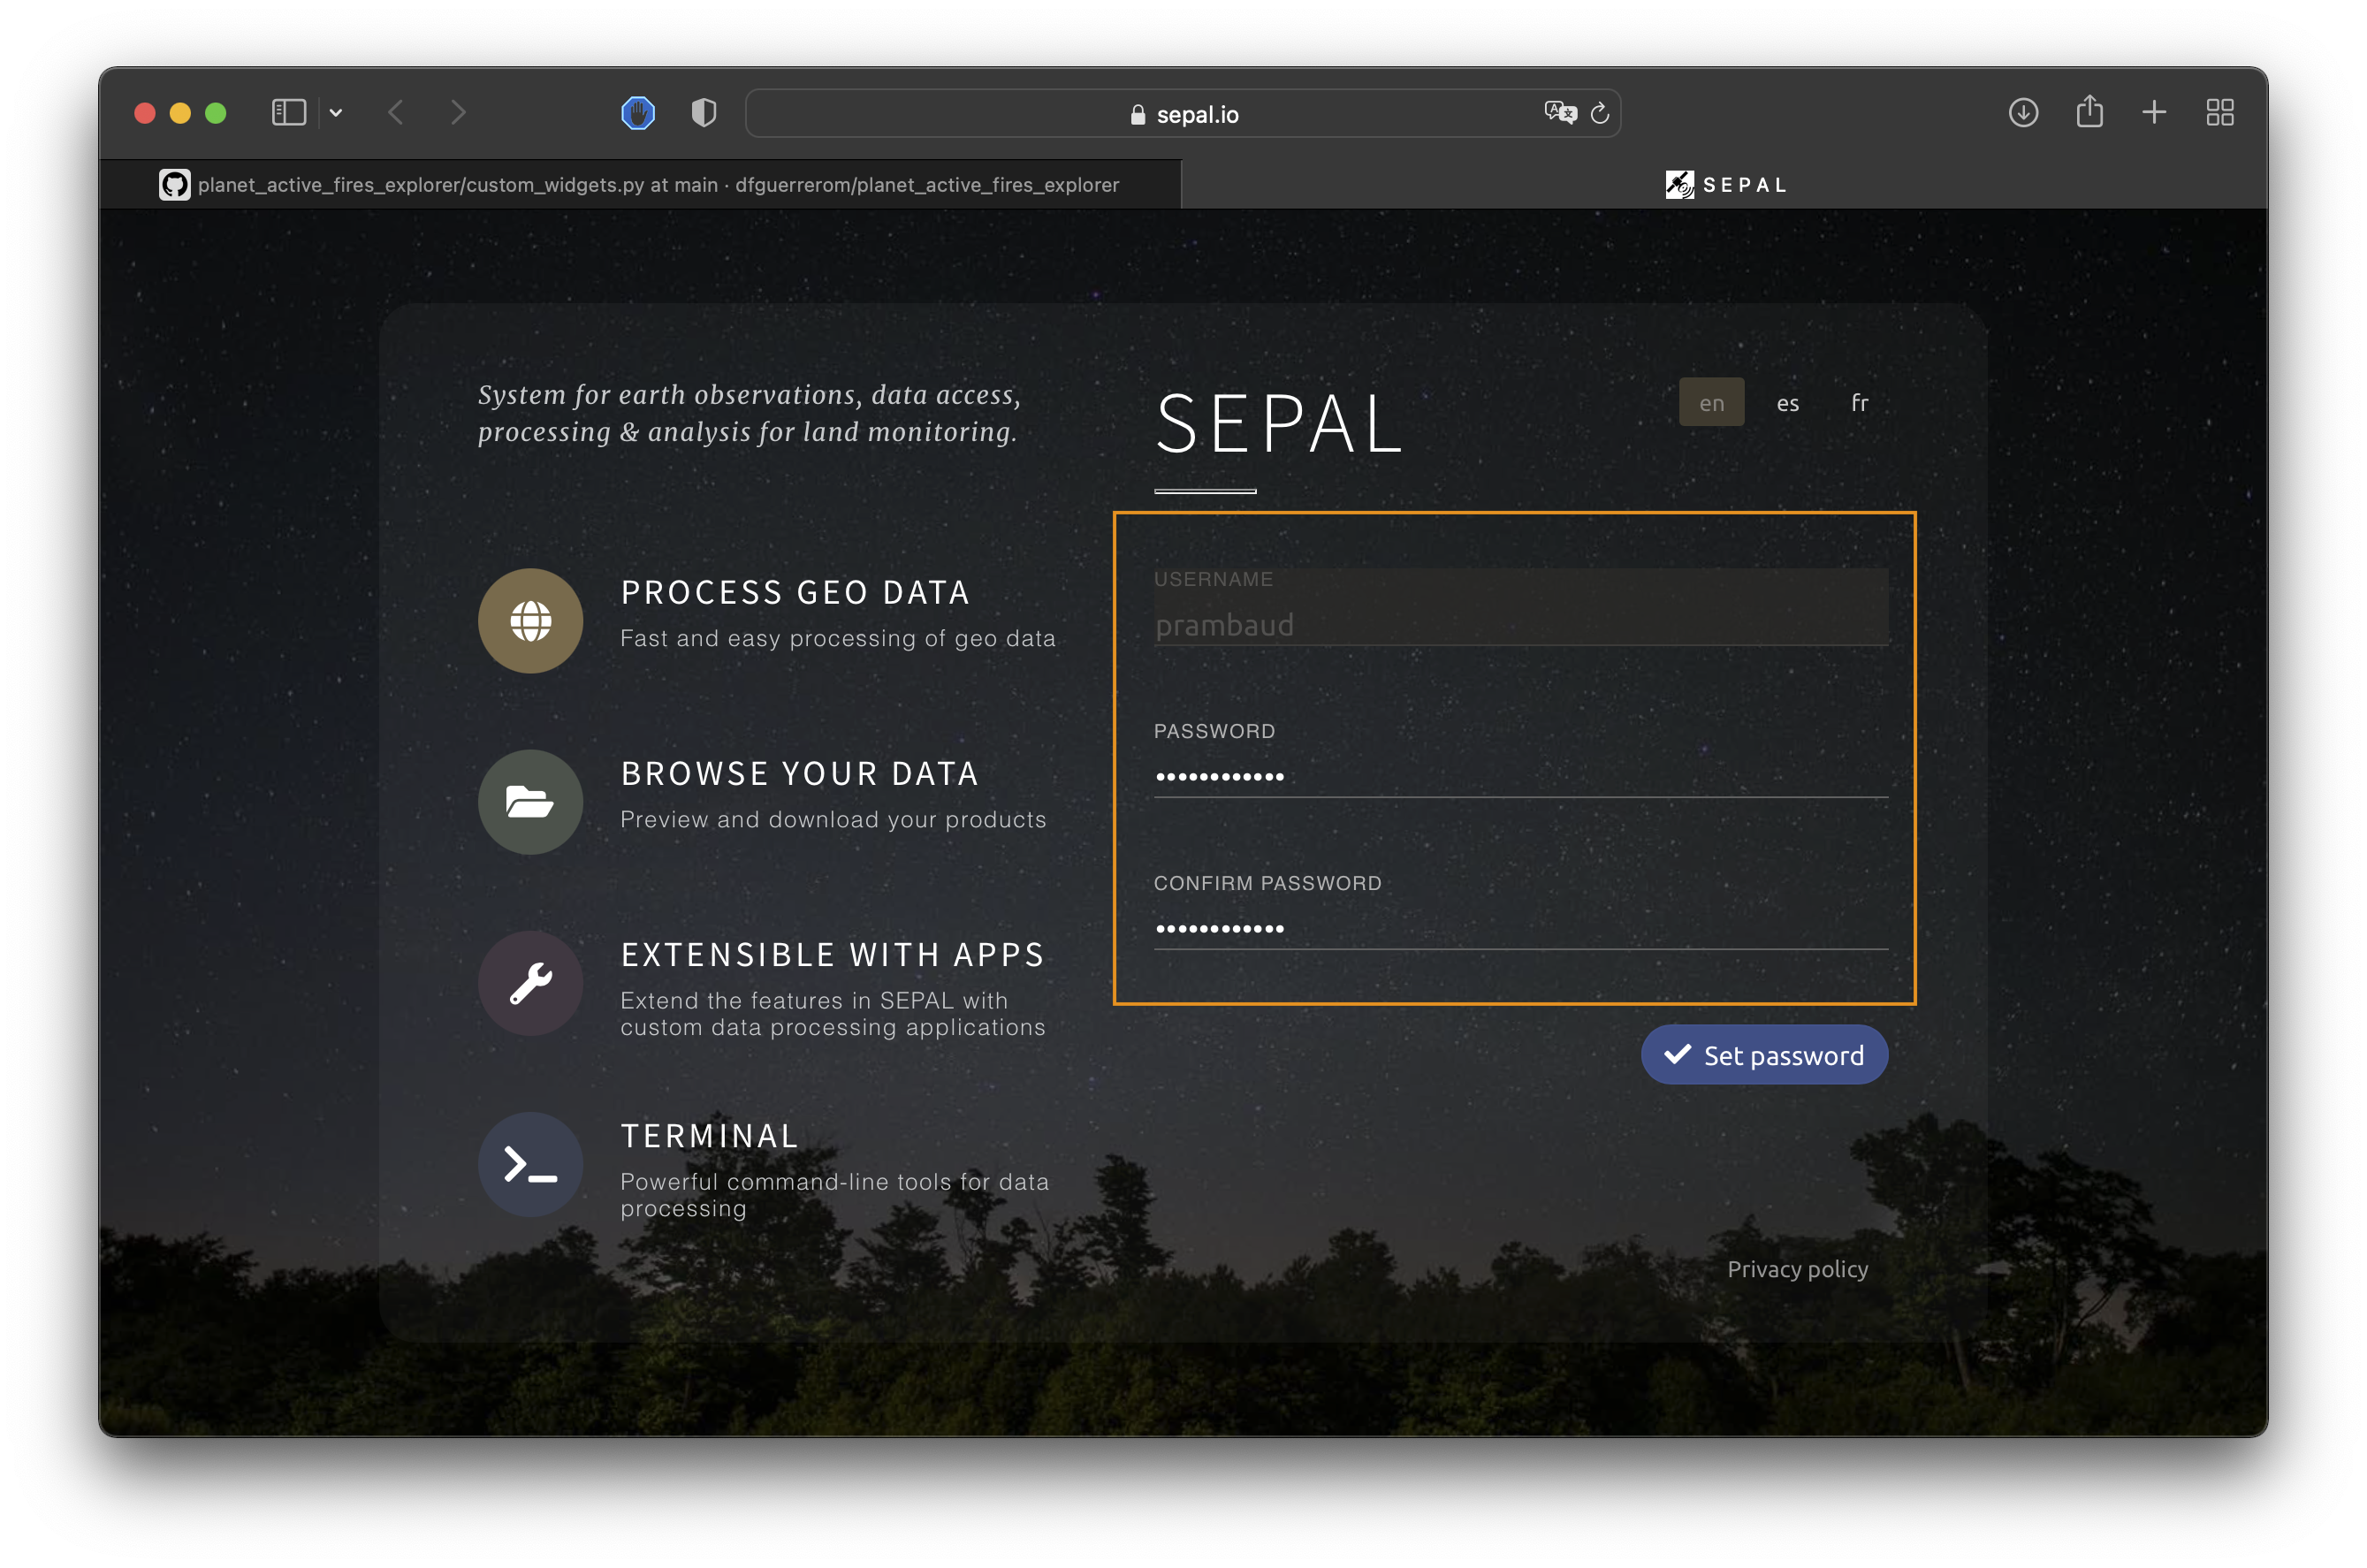 sepal.io
planet_active_fires_explorer/custom_widgets.py at main · dfguerrerom/planet_active_fires_explorer
SEPAL
System for earth observations, data access,
processing & analysis for land monitoring.
PROCESS GEO DATA
Fast and easy processing of geo data
BROWSE YOUR DATA
Preview and download your products
EXTENSIBLE WITH APPS
Extend the features in SEPAL with
custom data processing applications
TERMINAL
Powerful command-line tools for data
processing
SEPAL
en es fr
USERNAME
prambaud
PASSWORD
••••••••••••
CONFIRM PASSWORD
••••••••••••
Set password
Privacy policy